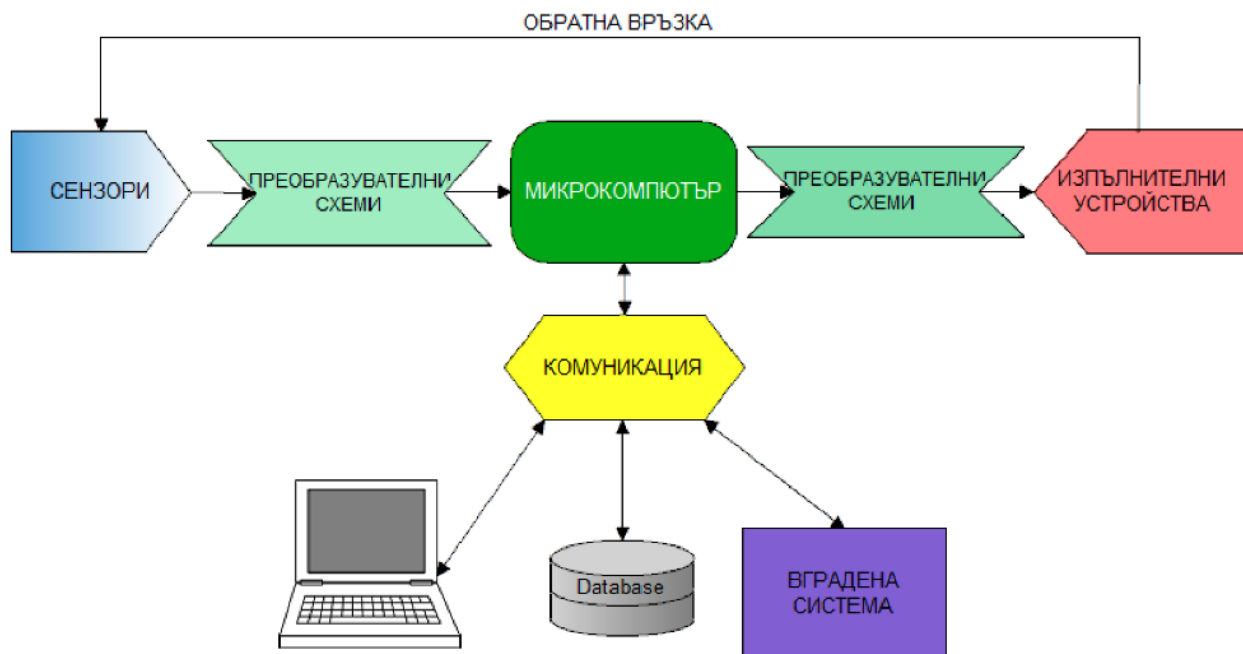 ОБРАТНА ВРЪЗКА
СЕНЗОРИ
ПРЕОБРАЗУВАТЕЛНИ
СХЕМИ
МИКРОКОМПЮТЪР
ПРЕОБРАЗУВАТЕЛНИ
СХЕМИ
ИЗПЪЛНИТЕЛНИ
УСТРОЙСТВА
КОМУНИКАЦИЯ
Database
ВГРАДЕНА
СИСТЕМА